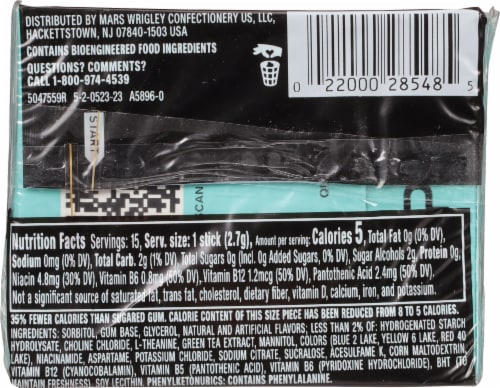 DISTRIBUTED BY MARS WRIGLEY CONFECTIONERY US, LLC,
HACKETTSTOWN, NJ 07840-1503 USA
CONTAINS BIOENGINEERED FOOD INGREDIENTS
QUESTIONS? COMMENTS?
CALL 1-800-974-4539
5047559R 5-2-0523-23 A5896-0
0 22000 28548 5
START
SCAN
Nutrition Facts Servings: 15, Serv. size: 1 stick (2.7g), Amount per serving: Calories 5, Total Fat 0g (0% DV),
Sodium 0mg (0% DV), Total Carb. 2g (1% DV), Total Sugars 0g (Incl. 0g Added Sugars, 0% DV), Sugar Alcohols 2g, Protein 0g,
Niacin 4.8mg (30% DV), Vitamin B6 0.8mg (50% DV), Vitamin B12 1.2mcg (50% DV), Pantothenic Acid 2.4mg (50% DV).
Not a significant source of saturated fat, trans fat, cholesterol, dietary fiber, vitamin D, calcium, iron, and potassium.
35% FEWER CALORIES THAN SUGARED GUM. CALORIE CONTENT OF THIS SIZE PIECE HAS BEEN REDUCED FROM 8 TO 5 CALORIES.
INGREDIENTS: SORBITOL, GUM BASE, GLYCEROL, NATURAL AND ARTIFICIAL FLAVORS; LESS THAN 2% OF: HYDROGENATED STARCH
HYDROLYSATE, CHOLINE CHLORIDE, L-THEANINE, GREEN TEA EXTRACT, MANNITOL, COLORS (BLUE 2 LAKE, YELLOW 6 LAKE, RED 40
LAKE), NIACINAMIDE, ASPARTAME, POTASSIUM CHLORIDE, SODIUM CITRATE, SUCRALOSE, ACESULFAME K, CORN MALTODEXTRIN,
VITAMIN B12 (CYANOCOBALAMIN), VITAMIN B5 (PANTOTHENIC ACID), VITAMIN B6 (PYRIDOXINE HYDROCHLORIDE), BHT (TO
MAINTAIN FRESHNESS), SOY LECITHIN. PHENYLKETONURICS: CONTAINS PHENYLALANINE.